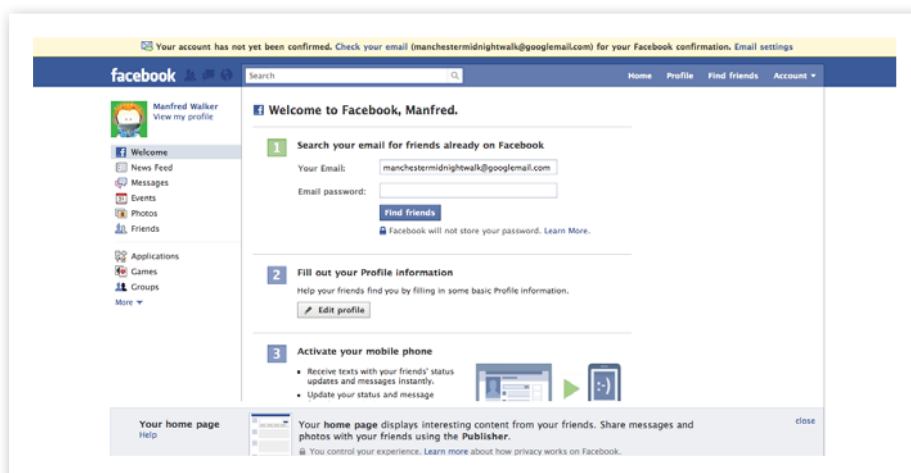 Your account has not yet been confirmed. Check your email (manchestermidnightwalk@googlemail.com) for your Facebook confirmation. Email settings
facebook
Search
Home Profile Find friends Account
Manfred Walker
View my profile
Welcome
News Feed
Messages
Events
Photos
Friends
Applications
Games
Groups
More
Welcome to Facebook, Manfred.
1 Search your email for friends already on Facebook
Your Email: manchestermidnightwalk@googlemail.com
Email password:
Find friends
Facebook will not store your password. Learn More.
2 Fill out your Profile information
Help your friends find you by filling in some basic Profile information.
Edit profile
3 Activate your mobile phone
• Receive texts with your friends' status
updates and messages instantly.
• Update your status and message
:-)
Your home page
Help
Your home page displays interesting content from your friends. Share messages and
photos with your friends using the Publisher.
You control your experience. Learn more about how privacy works on Facebook.
close